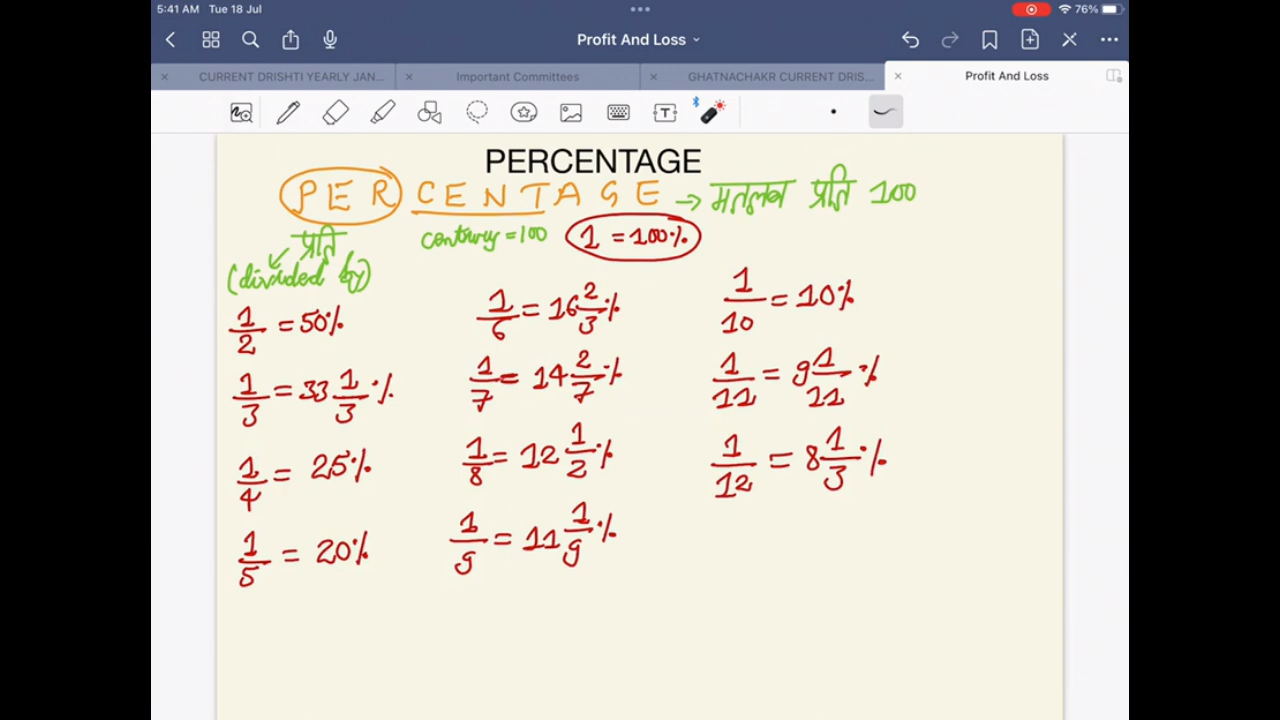 5:41 AM Tue 18 Jul
76%
Profit And Loss
CURRENT DRISHTI YEARLY JAN...
Important Committees
GHATNACHAKR CURRENT DRIS...
Profit And Loss
PERCENTAGE
PERCENTAGE → मतलब प्रति 100
प्रति
century = 100
1 = 100%
(divided by)
1/2 = 50%
1/3 = 33 1/3 %
1/4 = 25%
1/5 = 20%
1/6 = 16 2/3 %
1/7 = 14 2/7 %
1/8 = 12 1/2 %
1/9 = 11 1/9 %
1/10 = 10%
1/11 = 9 1/11 %
1/12 = 8 1/3 %